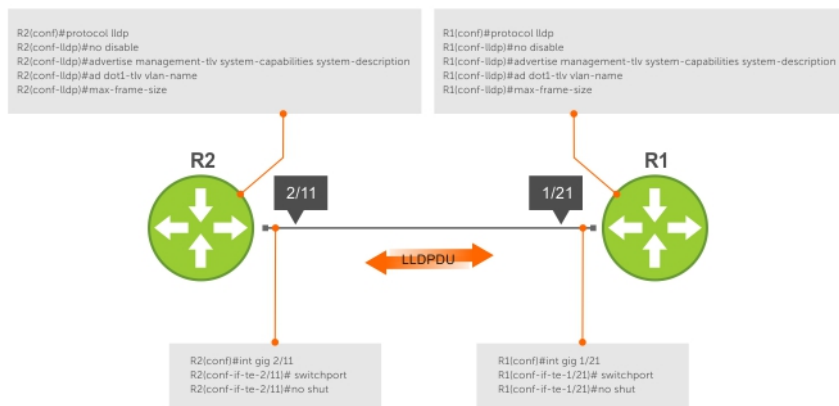 R2(conf)#protocol lldp
R2(conf-lldp)#no disable
R2(conf-lldp)#advertise management-tlv system-capabilities system-description
R2(conf-lldp)#ad dot1-tlv vlan-name
R2(conf-lldp)#max-frame-size
R1(conf)#protocol lldp
R1(conf-lldp)#no disable
R1(conf-lldp)#advertise management-tlv system-capabilities system-description
R1(conf-lldp)#ad dot1-tlv vlan-name
R1(conf-lldp)#max-frame-size
R2
R1
2/11
1/21
LLDPDU
R2(conf)#int gig 2/11
R2(conf-if-te-2/11)# switchport
R2(conf-if-te-2/11)#no shut
R1(conf)#int gig 1/21
R1(conf-if-te-1/21)# switchport
R1(conf-if-te-1/21)#no shut